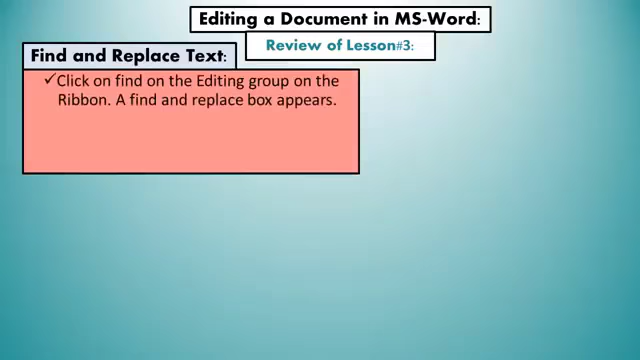 Editing a Document in MS-Word:
Review of Lesson#3:
Find and Replace Text:
✓Click on find on the Editing group on the
Ribbon. A find and replace box appears.